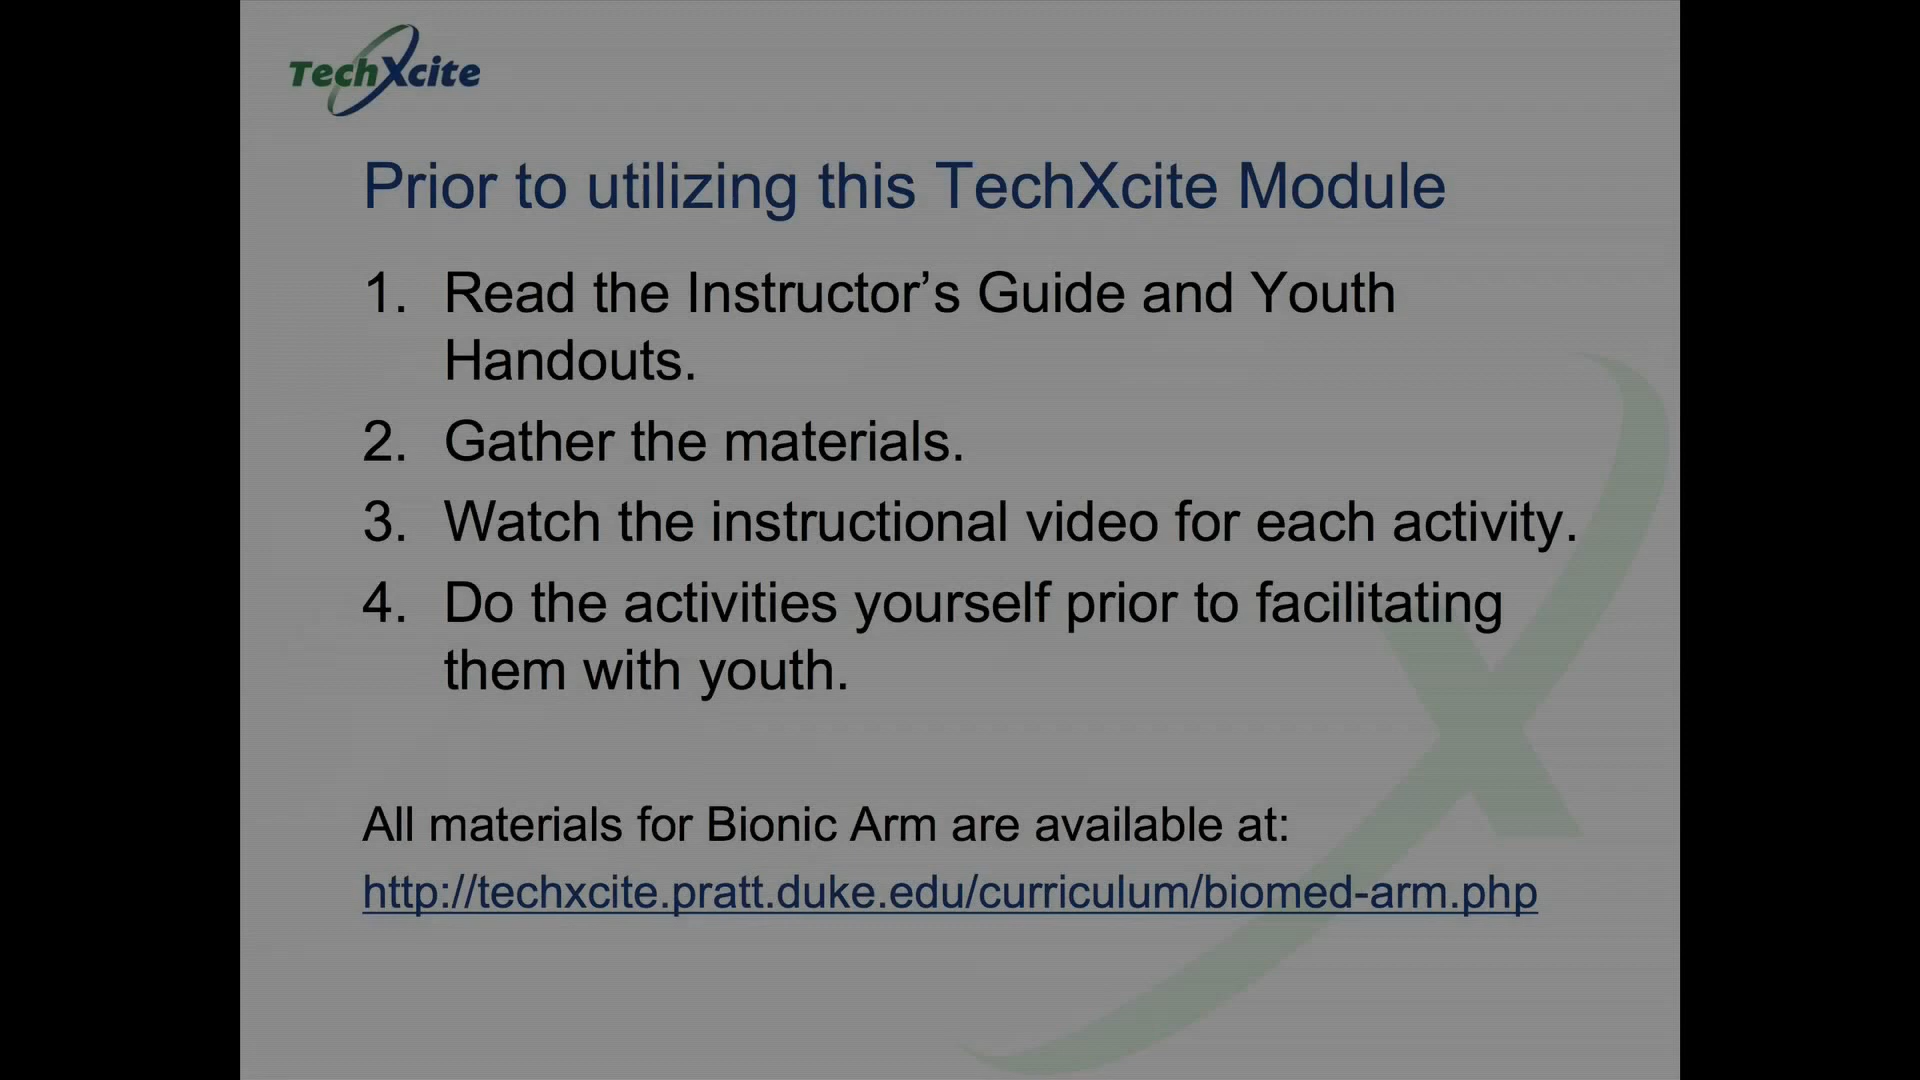 TechXcite
Prior to utilizing this TechXcite Module
1. Read the Instructor’s Guide and Youth
Handouts.
2. Gather the materials.
3. Watch the instructional video for each activity.
4. Do the activities yourself prior to facilitating
them with youth.
All materials for Bionic Arm are available at:
http://techxcite.pratt.duke.edu/curriculum/biomed-arm.php